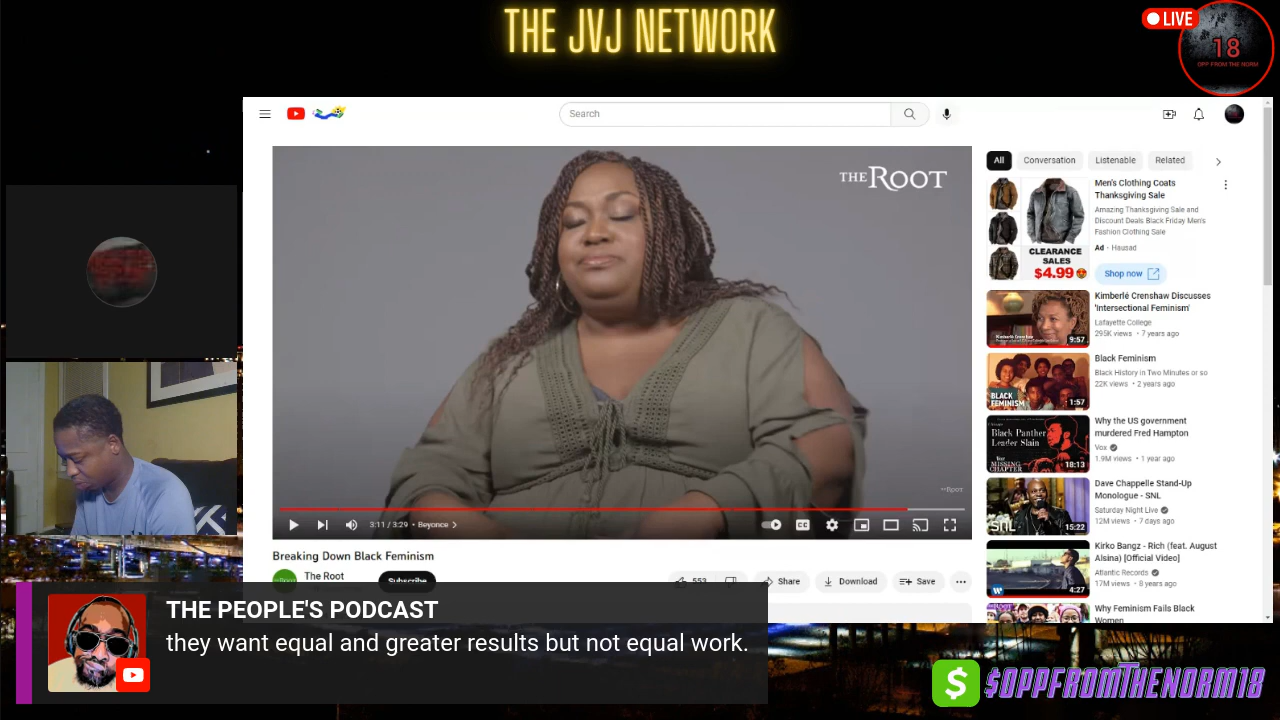 THE JVJ NETWORK
LIVE
18
OPP FROM THE NORM
Search
THE ROOT
3:11 / 3:29 • Beyonce
Breaking Down Black Feminism
The Root
Subscribe
553
Share
Download
Save
All
Conversation
Listenable
Related
Men's Clothing Coats
Thanksgiving Sale
Amazing Thanksgiving Sale and
Discount Deals Black Friday Men's
Fashion Clothing Sale
Ad · Hausad
Shop now
CLEARANCE
SALES
$4.99
Kimberlé Crenshaw Discusses
'Intersectional Feminism'
Lafayette College
295K views • 7 years ago
9:57
Black Feminism
Black History in Two Minutes or so
22K views • 2 years ago
BLACK
FEMINISM
1:57
Why the US government
murdered Fred Hampton
Vox
1.9M views • 1 year ago
Black Panther
Leader Slain
MISSING
CHAPTER
18:13
Dave Chappelle Stand-Up
Monologue - SNL
Saturday Night Live
12M views • 7 days ago
SNL
15:22
Kirko Bangz - Rich (feat. August
Alsina) [Official Video]
Atlantic Records
17M views • 8 years ago
4:27
Why Feminism Fails Black
Women
THE PEOPLE'S PODCAST
they want equal and greater results but not equal work.
$OPPFROMTHENORM18